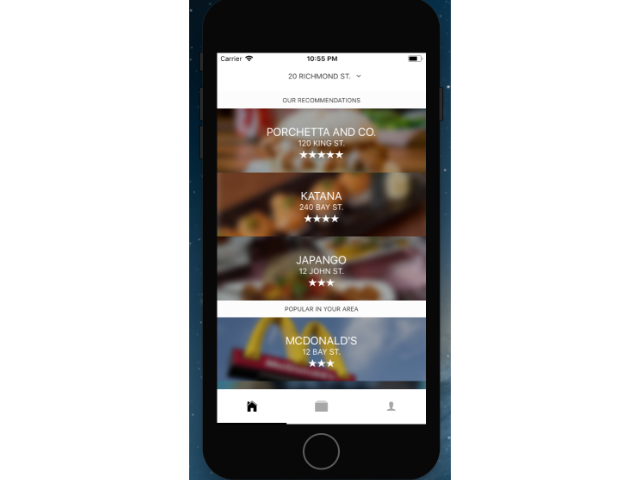 Carrier 10:55 PM
20 RICHMOND ST.
OUR RECOMMENDATIONS
PORCHETTA AND CO.
120 KING ST.
★★★★★
KATANA
240 BAY ST.
★★★★
JAPANGO
12 JOHN ST.
★★★
POPULAR IN YOUR AREA
MCDONALD'S
12 BAY ST.
★★★